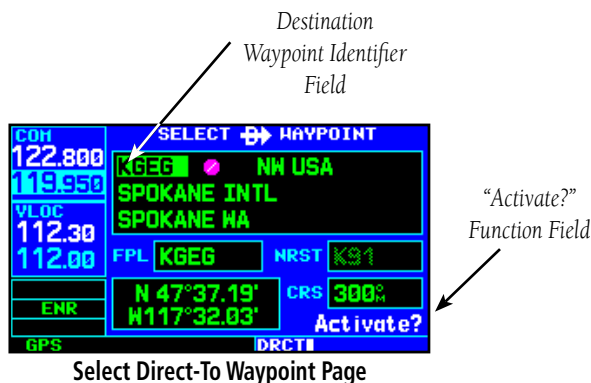 Destination
Waypoint Identifier
Field
COM
122.800
119.950
VLOC
112.30
112.00
ENR
GPS
SELECT WAYPOINT
KGEG NW USA
SPOKANE INTL
SPOKANE WA
FPL KGEG NRST K91
N 47°37.19'
W117°32.03'
CRS 300°M
Activate?
DRCT
"Activate?"
Function Field
Select Direct-To Waypoint Page